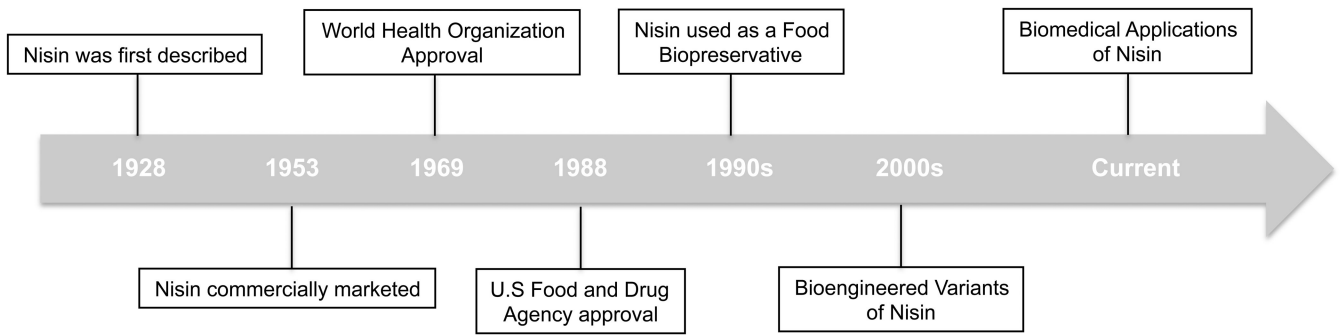 Nisin was first described
World Health Organization
Approval
Nisin used as a Food
Biopreservative
Biomedical Applications
of Nisin
1928
1953
1969
1988
1990s
2000s
Current
Nisin commercially marketed
U.S Food and Drug
Agency approval
Bioengineered Variants
of Nisin